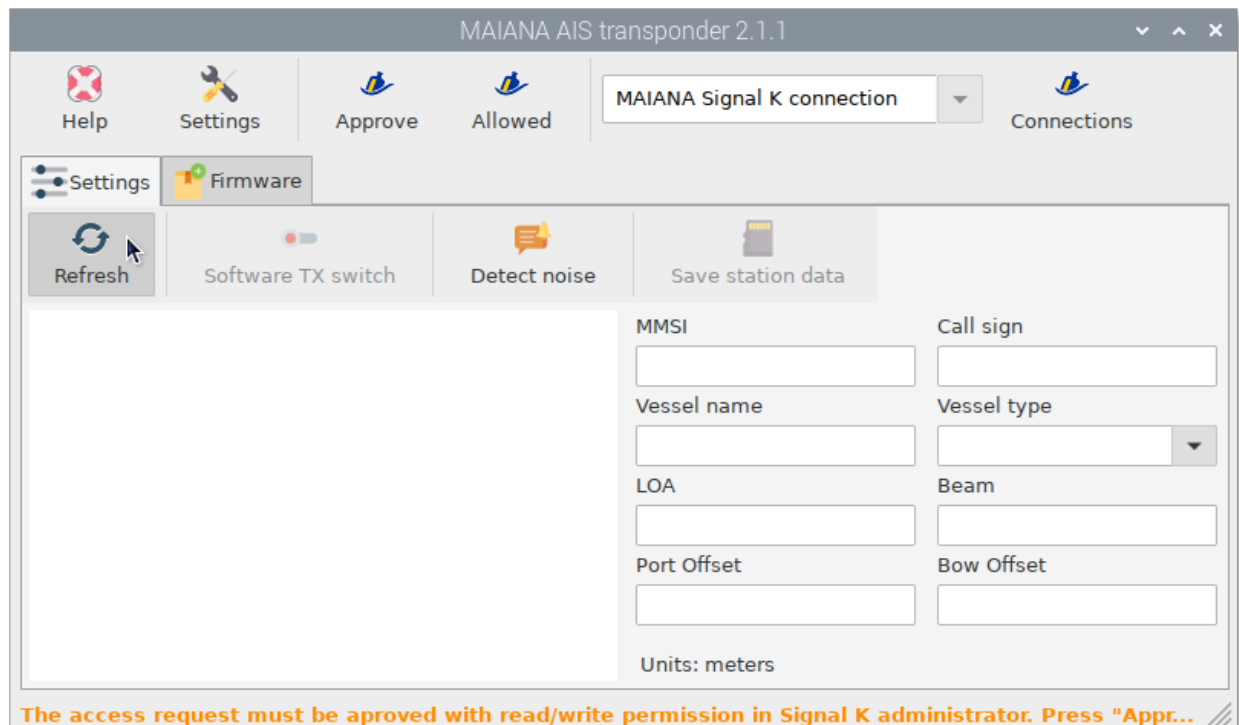 MAIANA AIS transponder 2.1.1
Help
Settings
Approve
Allowed
MAIANA Signal K connection
Connections
Settings
Firmware
Refresh
Software TX switch
Detect noise
Save station data
MMSI
Call sign
Vessel name
Vessel type
LOA
Beam
Port Offset
Bow Offset
Units: meters
The access request must be aproved with read/write permission in Signal K administrator. Press "Appr...